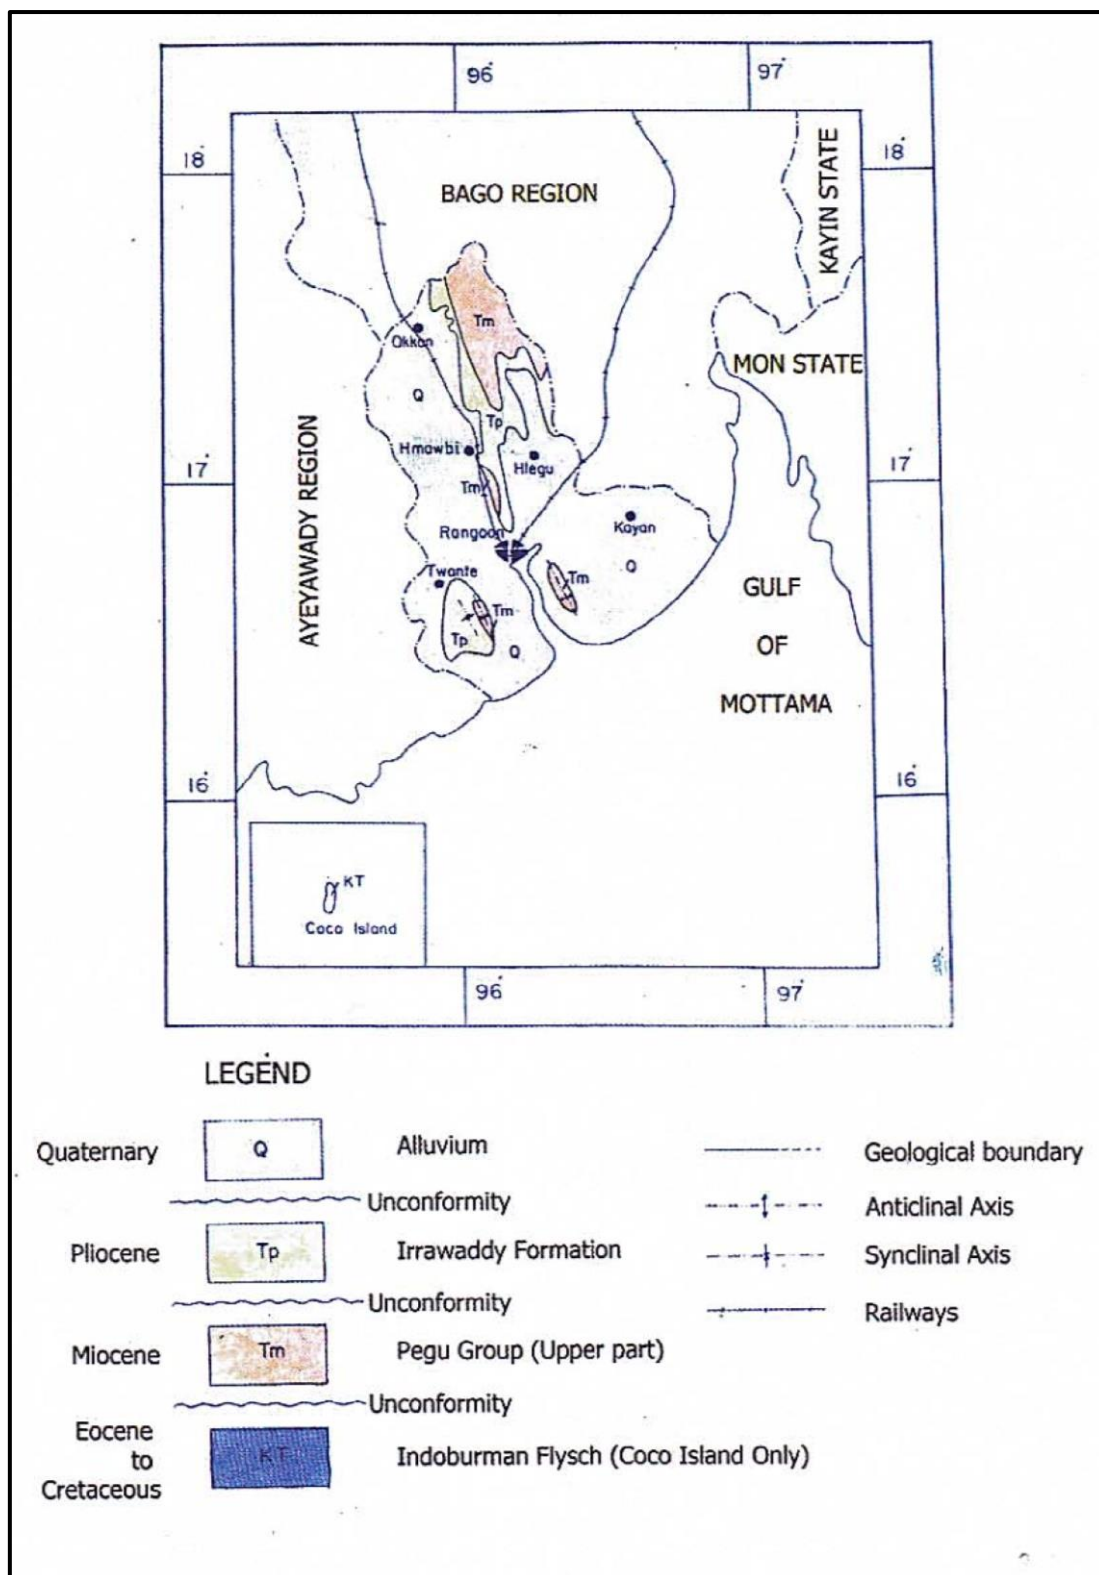 96°
97°
18°
18°
BAGO REGION
KAYIN STATE
Tm
Okkan
MON STATE
Q
Tp
Hmawbi
Hlegu
17°
17°
AYEYAWADY REGION
Tm
Rangoon
Kayan
Q
Twante
Tm
GULF
Tm
Tp
Q
OF
MOTTAMA
16°
16°
KT
Coco Island
96°
97°
LEGEND
Quaternary Q Alluvium Geological boundary
Unconformity Anticlinal Axis
Pliocene Tp Irrawaddy Formation Synclinal Axis
Unconformity Railways
Miocene Tm Pegu Group (Upper part)
Unconformity
Eocene
to
Cretaceous
KT Indoburman Flysch (Coco Island Only)